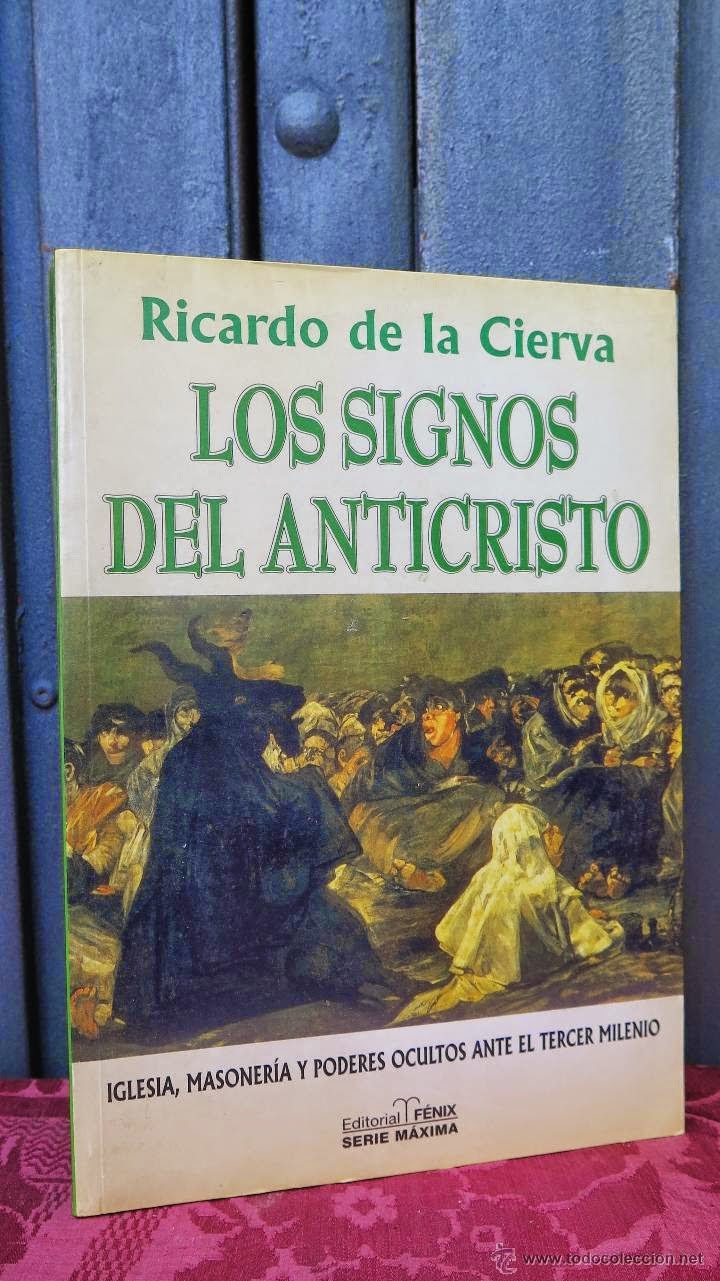 Ricardo de la Cierva
LOS SIGNOS
DEL ANTICRISTO
IGLESIA, MASONERÍA Y PODERES OCULTOS ANTE EL TERCER MILENIO
Editorial FÉNIX
SERIE MÁXIMA
www.todocoleccion.net